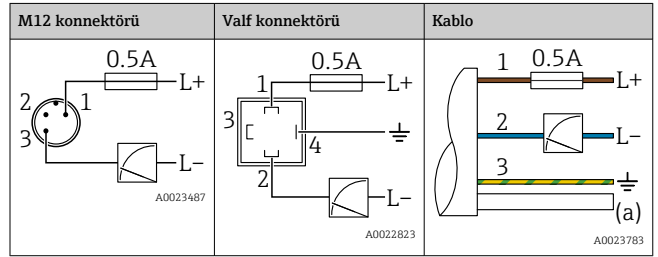 M12 konnektörü
Valf konnektörü
Kablo
0.5A
L+
2
1
3
L–
A0023487
0.5A
1
L+
3
4
2
L–
A0022823
1
0.5A
L+
2
L–
3
(a)
A0023783